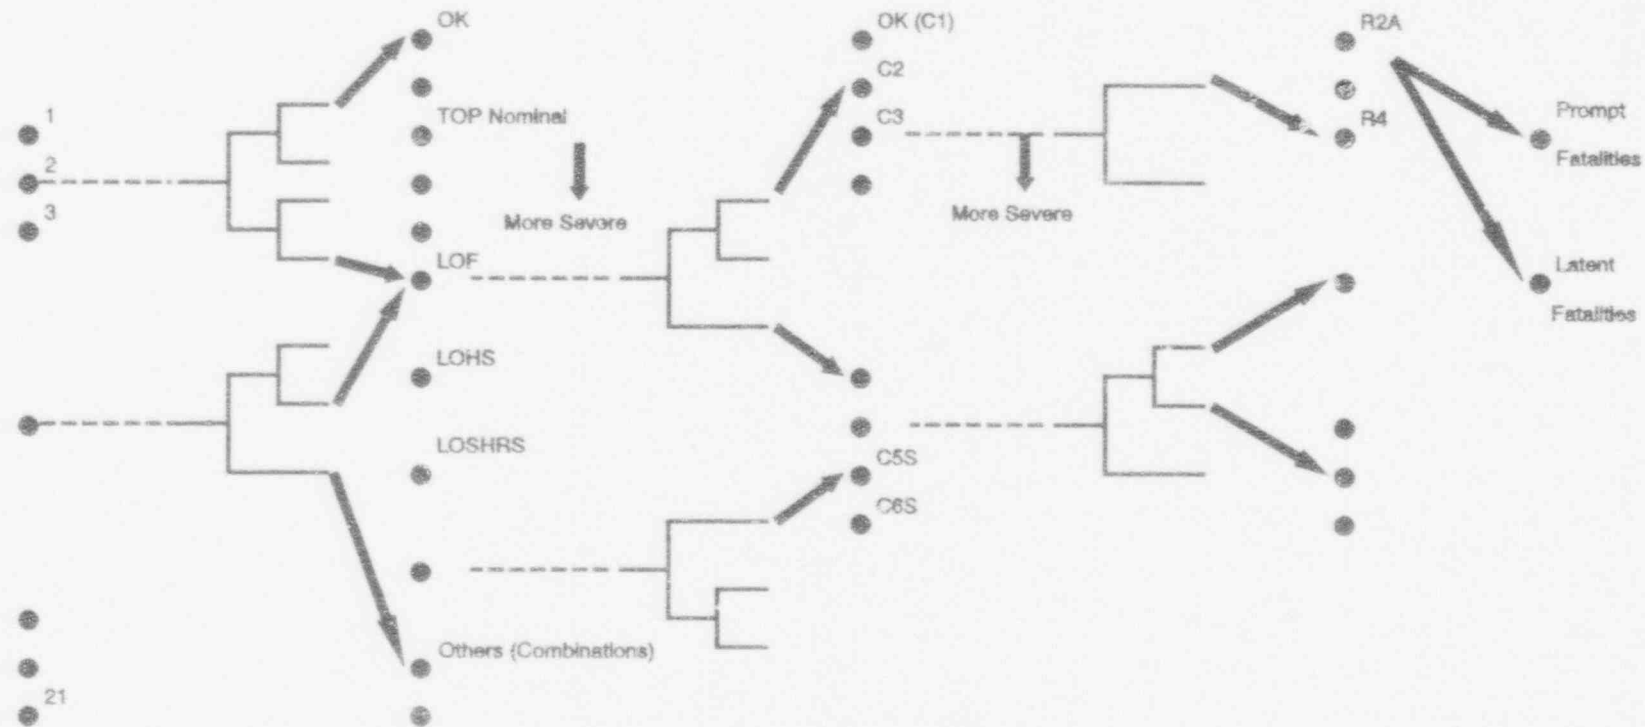 1
2
3
21
OK
TOP Nominal
More Severe
LOF
LOHS
LOSHRS
Others (Combinations)
OK (C1)
C2
C3
More Severe
C5S
C6S
R2A
R4
Prompt
Fatalities
Latent
Fatalities